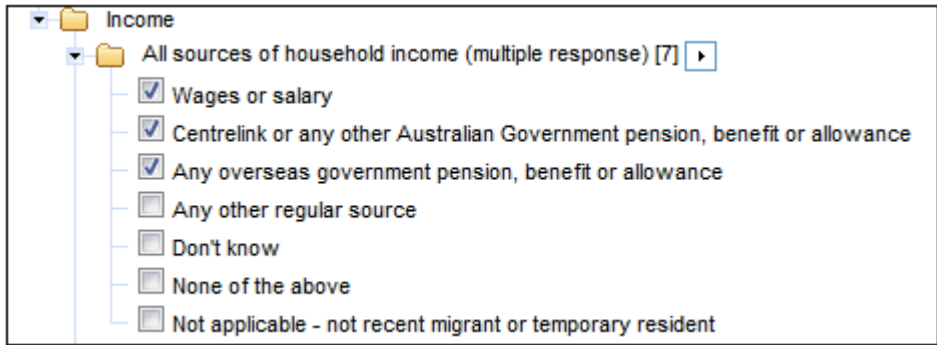 Income
All sources of household income (multiple response) [7]
Wages or salary
Centrelink or any other Australian Government pension, benefit or allowance
Any overseas government pension, benefit or allowance
Any other regular source
Don't know
None of the above
Not applicable - not recent migrant or temporary resident